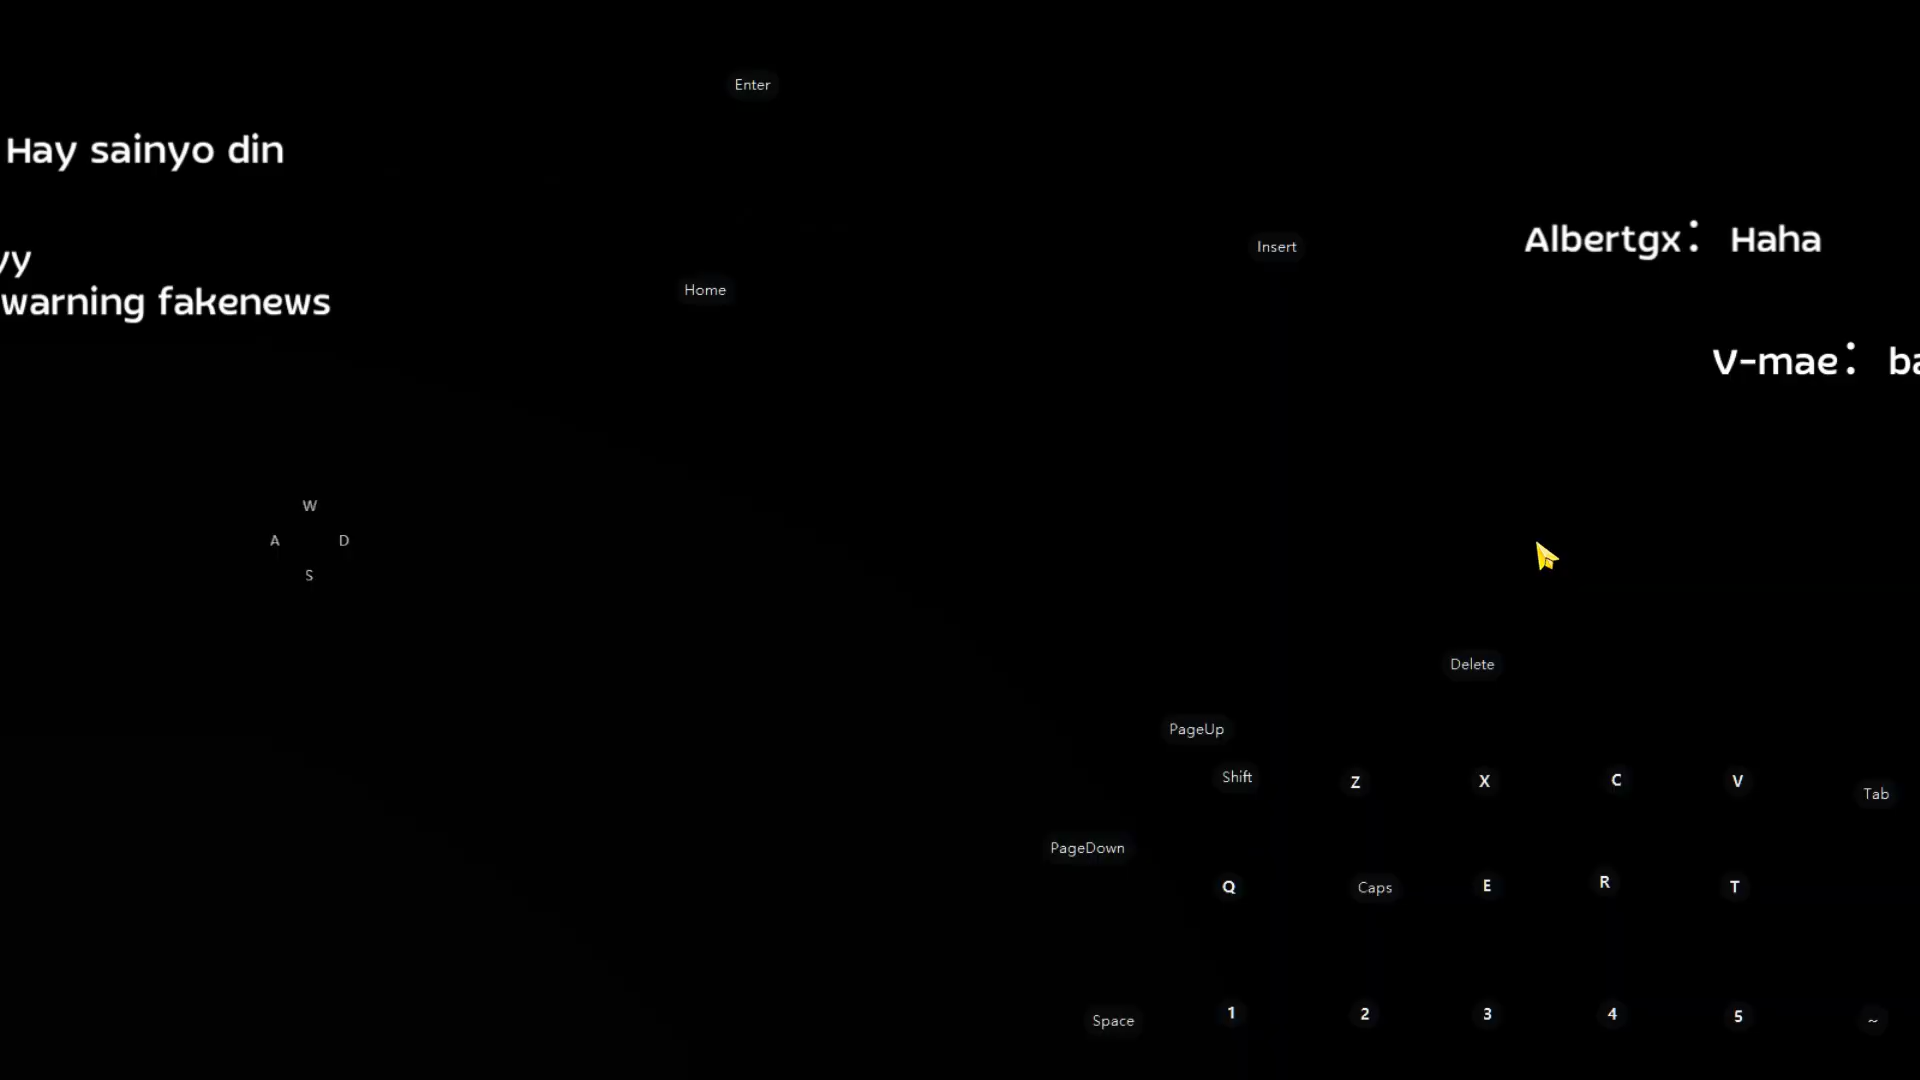 Enter
Hay sainyo din
Albertgx： Haha
Insert
yy
Home
warning fakenews
V-mae： ba
W
A D
S
Delete
PageUp
Shift Z X C V Tab
PageDown
Q Caps E R T
Space 1 2 3 4 5 ~